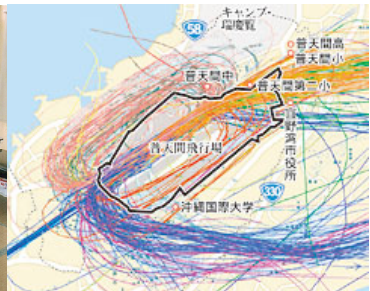 キャンプ・
瑞慶覧
58
普天間高
普天間小
普天間中
普天間第二小
普天間飛行場
宜野湾市役所
330
沖縄国際大学